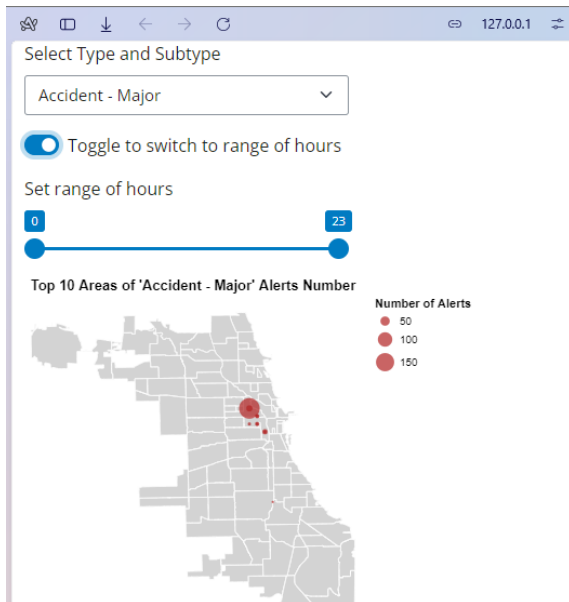 127.0.0.1
Select Type and Subtype
Accident - Major
Toggle to switch to range of hours
Set range of hours
0 23
Top 10 Areas of 'Accident - Major' Alerts Number
Number of Alerts
50
100
150